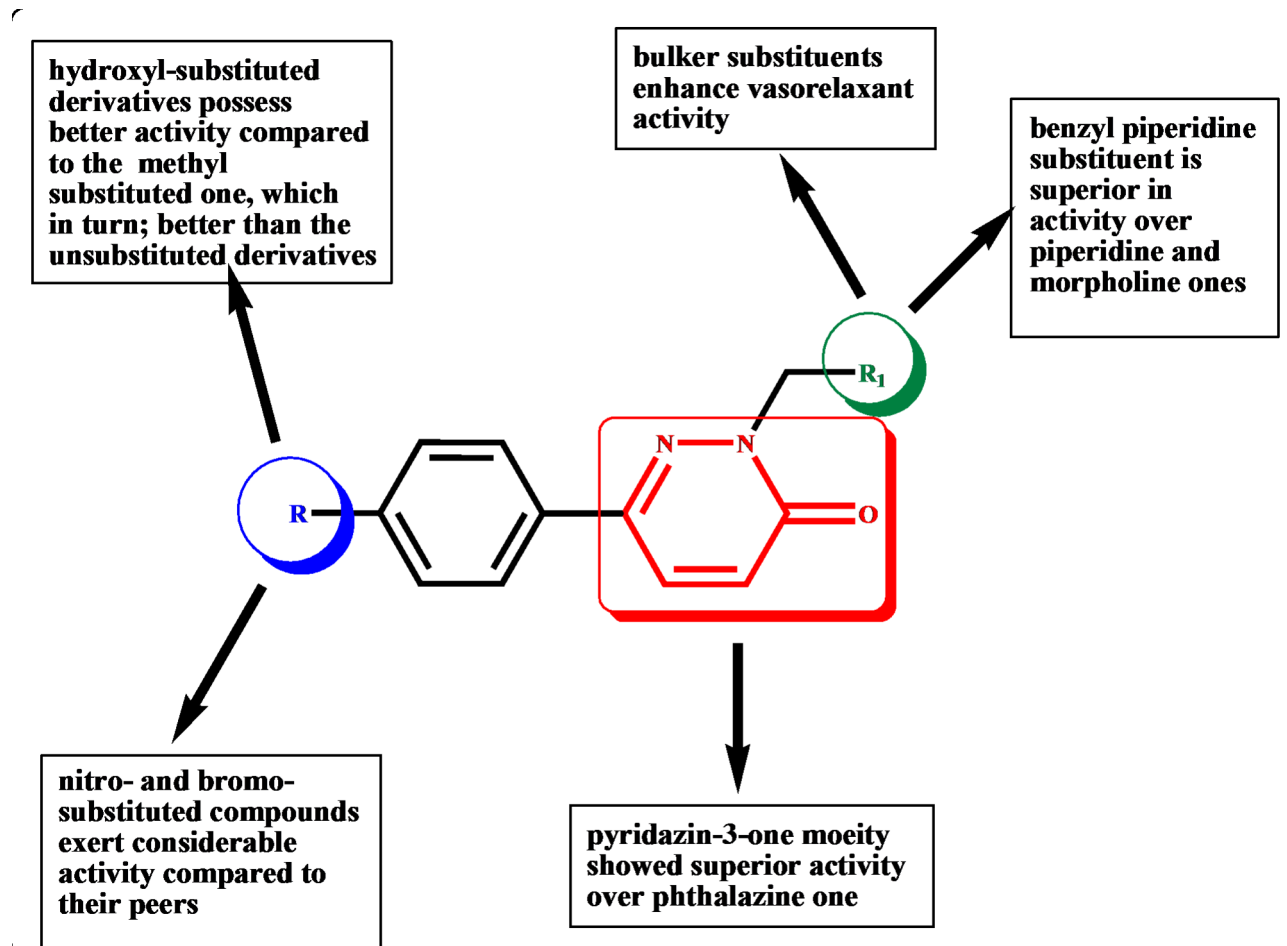 hydroxyl-substituted
derivatives possess
better activity compared
to the methyl
substituted one, which
in turn; better than the
unsubstituted derivatives
bulker substituents
enhance vasorelaxant
activity
benzyl piperidine
substituent is
superior in
activity over
piperidine and
morpholine ones
R₁
N N
R
O
nitro- and bromo-
substituted compounds
exert considerable
activity compared to
their peers
pyridazin-3-one moeity
showed superior activity
over phthalazine one